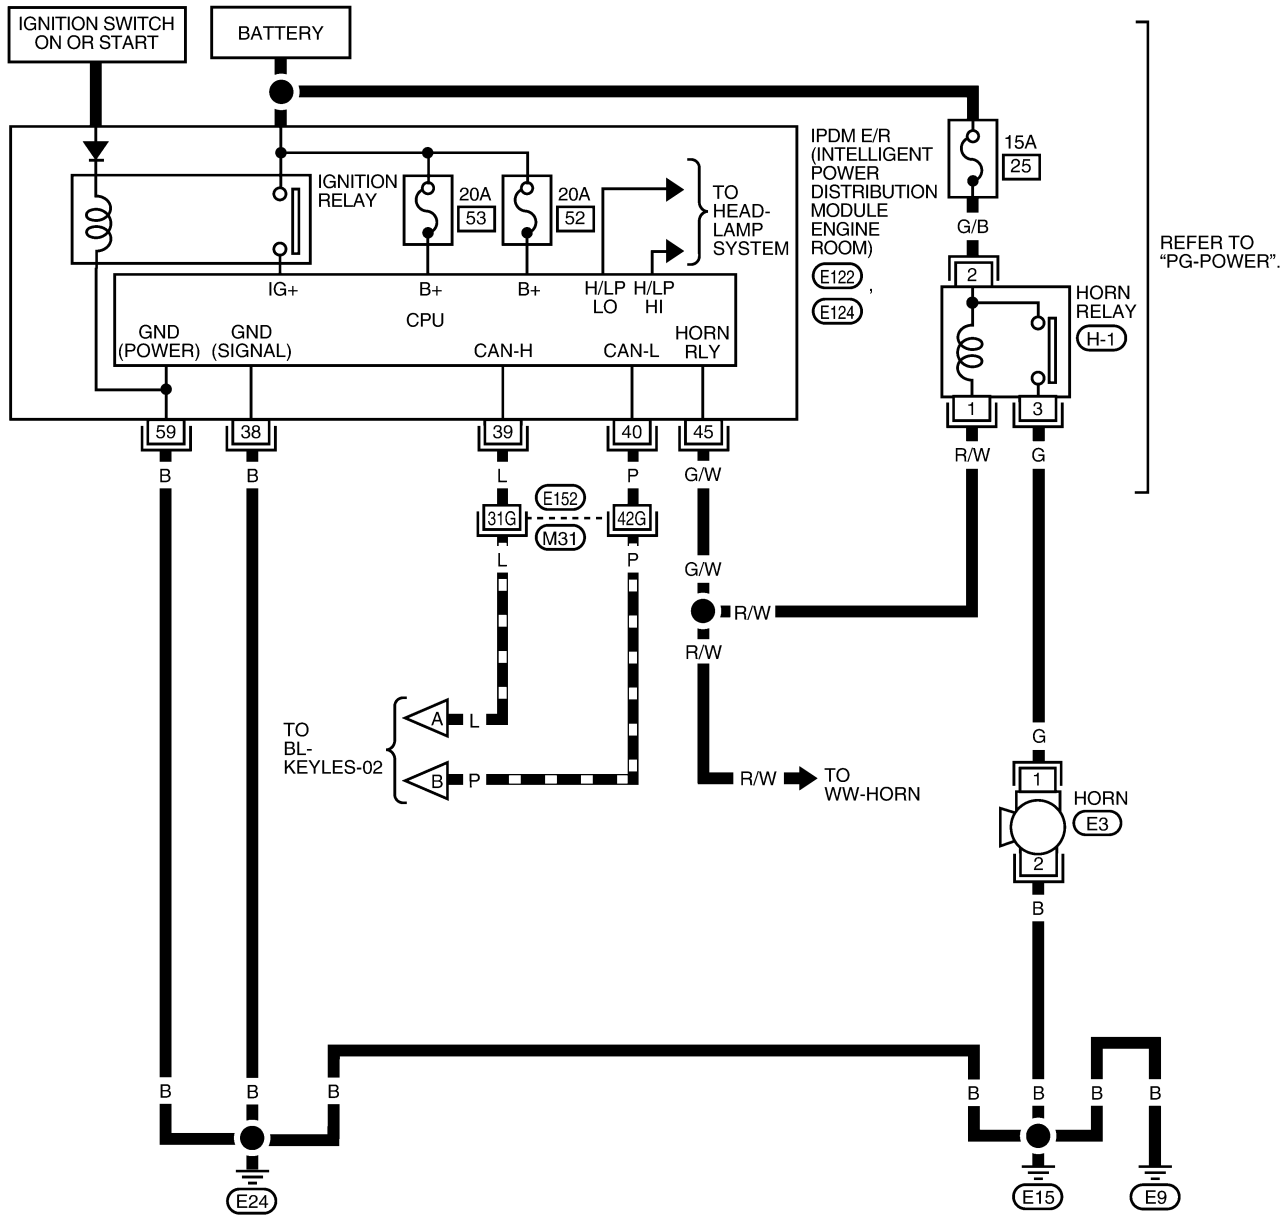 IGNITION SWITCH
ON OR START
BATTERY
IGNITION
RELAY
20A
53
20A
52
TO
HEAD-
LAMP
SYSTEM
IPDM E/R
(INTELLIGENT
POWER
DISTRIBUTION
MODULE
ENGINE
ROOM)
E122 ,
E124
15A
25
G/B
2
HORN
RELAY
H-1
REFER TO
“PG-POWER”.
IG+
B+
B+
H/LP
LO
H/LP
HI
CPU
GND
(POWER)
GND
(SIGNAL)
CAN-H
CAN-L
HORN
RLY
1
3
59
38
39
40
45
B
B
L
P
G/W
R/W
G
31G
E152
M31
42G
L
P
G/W
R/W
R/W
TO
BL-
KEYLES-02
A
L
B
P
R/W
TO
WW-HORN
G
1
HORN
E3
2
B
B
B
B
B
B
B
B
E24
E15
E9